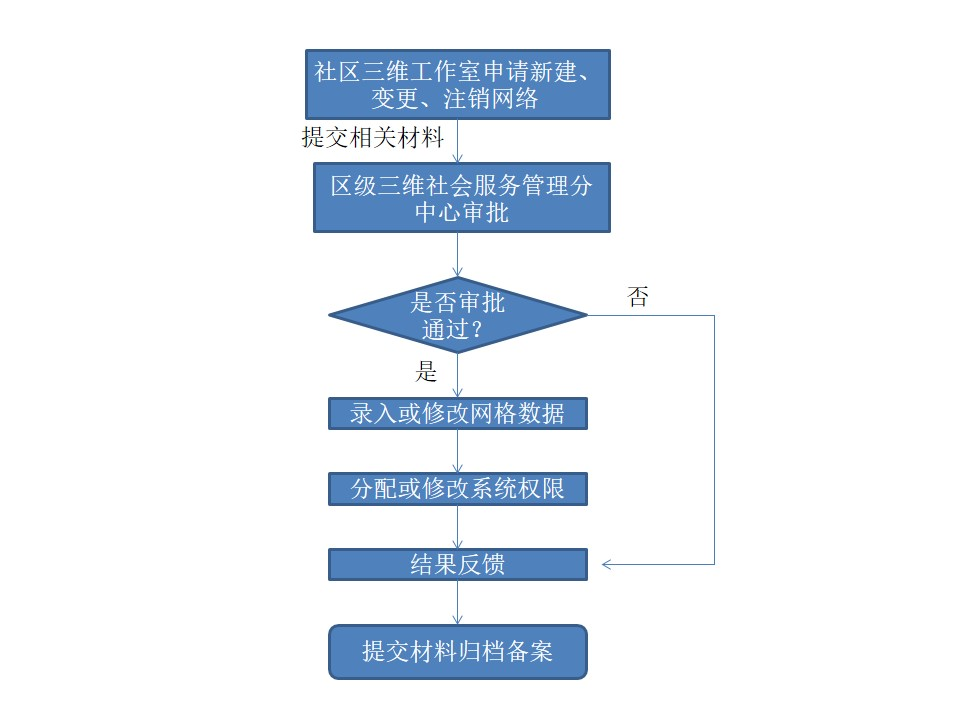 社区三维工作室申请新建、
变更、注销网络
提交相关材料
区级三维社会服务管理分
中心审批
是否审批
通过？
否
是
录入或修改网格数据
分配或修改系统权限
结果反馈
提交材料归档备案